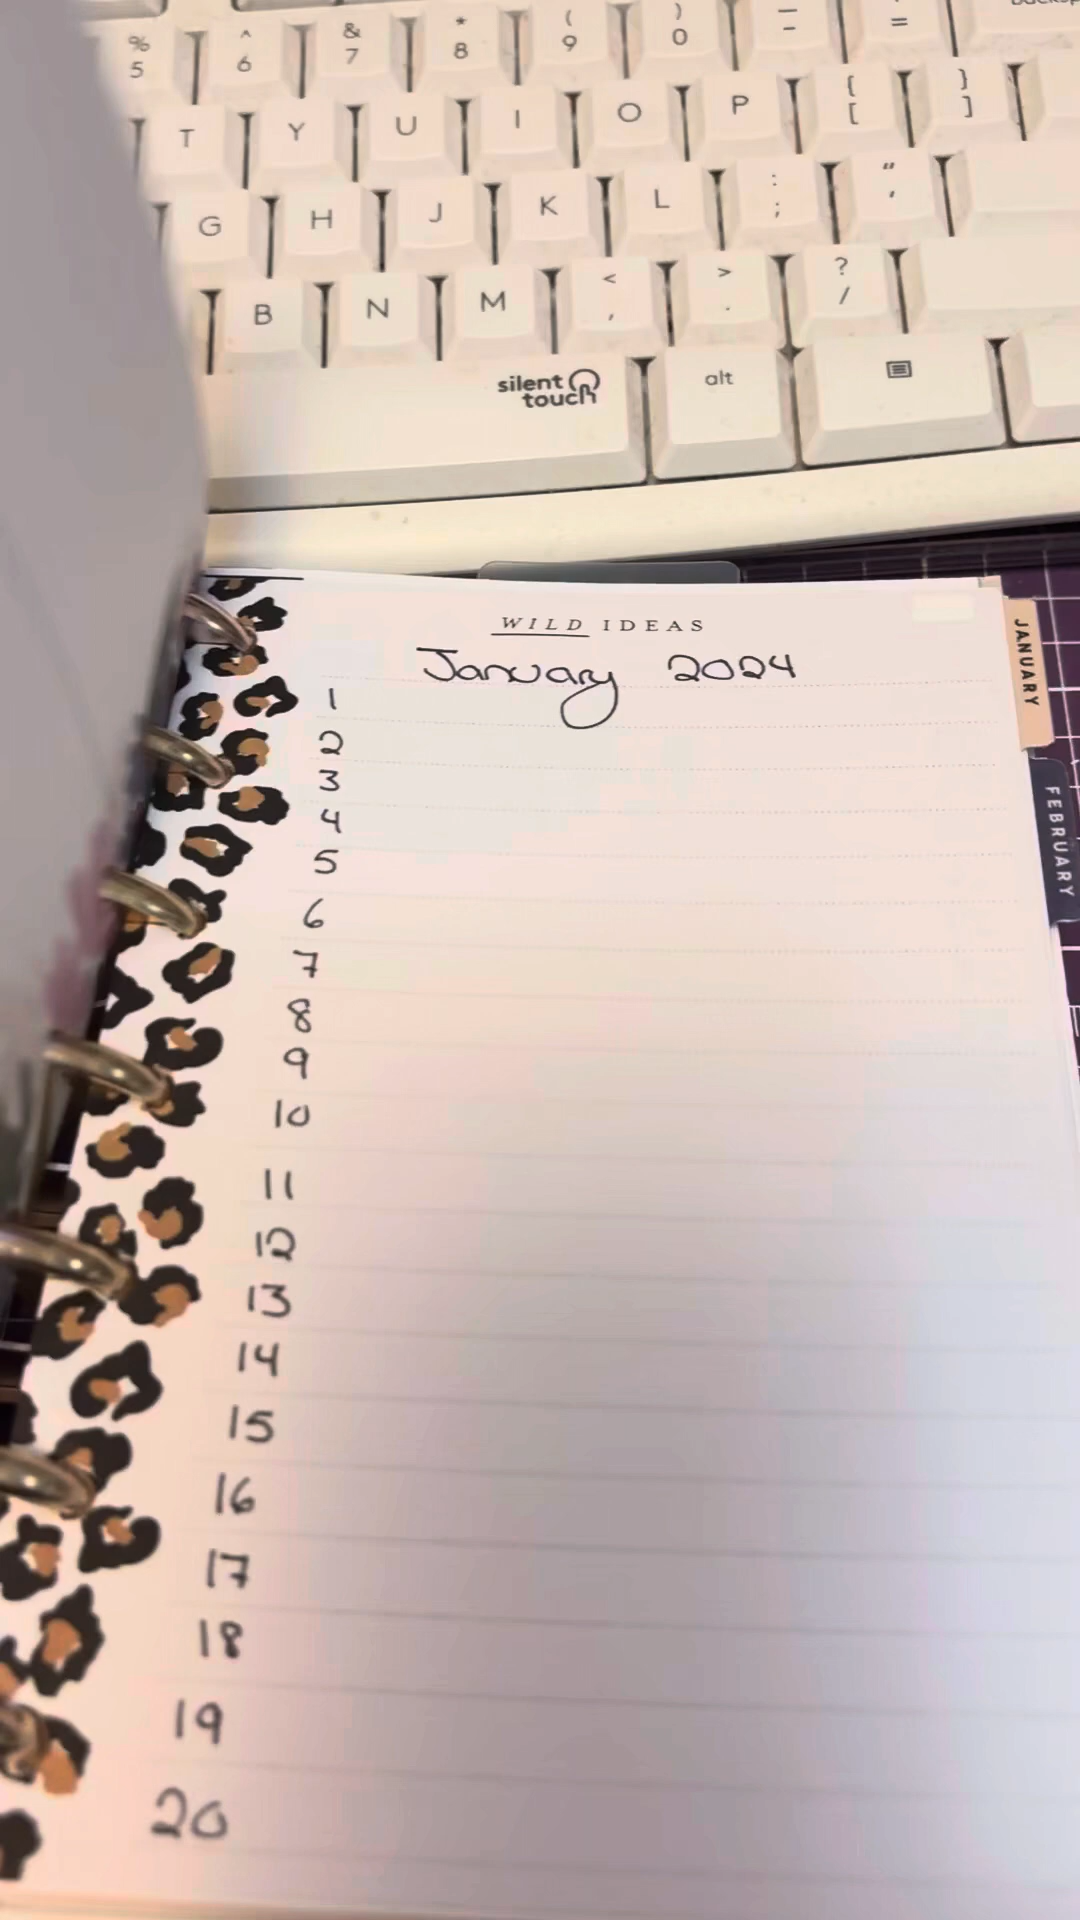 % ^ & * ( ) — +
5 6 7 8 9 0 - =
T Y U I O P { [ } ]
G H J K L : ; " '
B N M < , > . ? /
silent touch alt
WILD IDEAS
January 2024
JANUARY
FEBRUARY
1
2
3
4
5
6
7
8
9
10
11
12
13
14
15
16
17
18
19
20